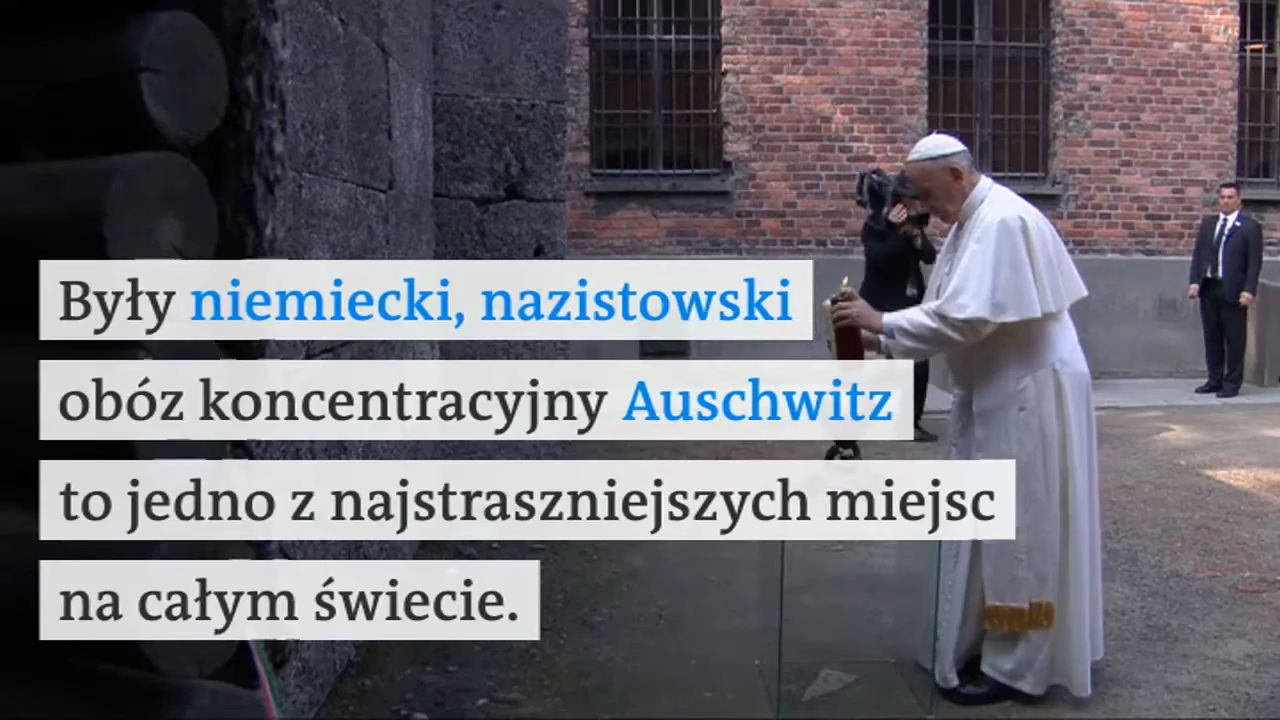 Były niemiecki, nazistowski
obóz koncentracyjny Auschwitz
to jedno z najstraszniejszych miejsc
na całym świecie.